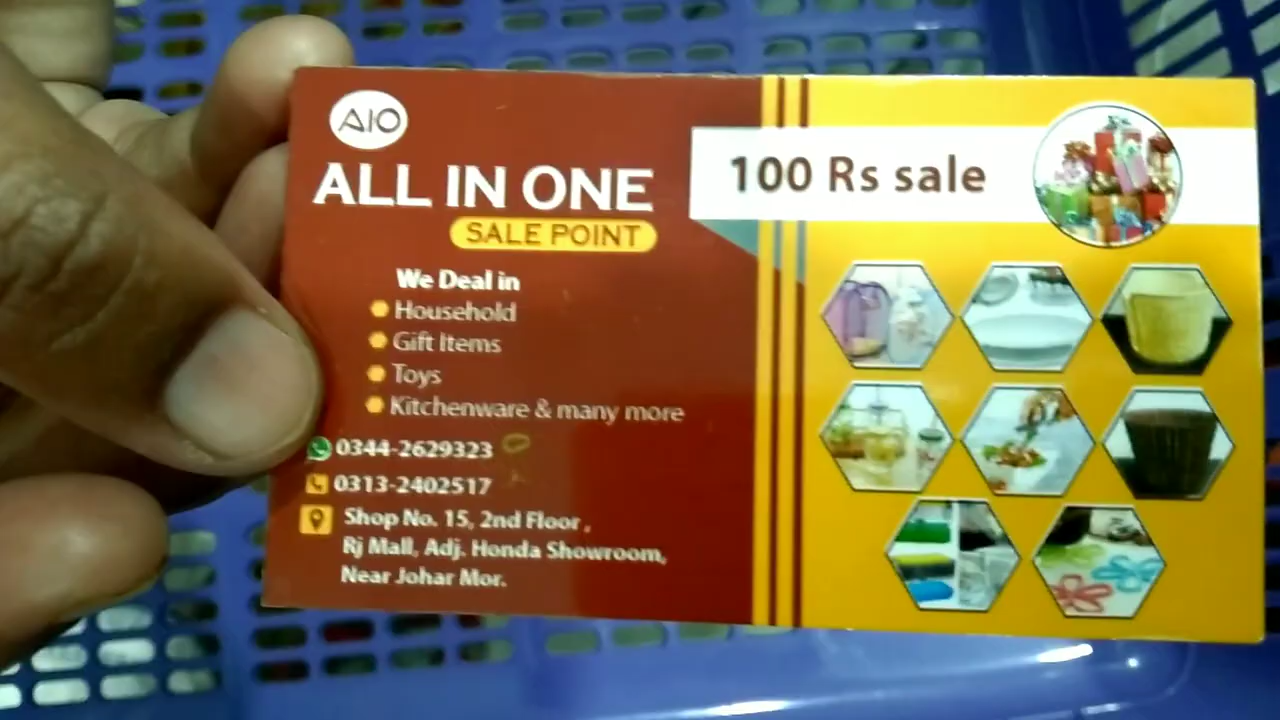 AIO
ALL IN ONE
SALE POINT
We Deal in
Household
Gift Items
Toys
Kitchenware & many more
0344-2629323
0313-2402517
Shop No. 15, 2nd Floor,
Rj Mall, Adj. Honda Showroom,
Near Johar Mor.
100 Rs sale